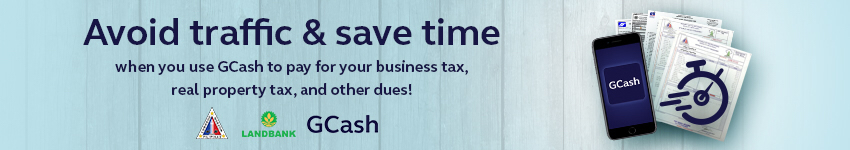 Avoid traffic & save time
when you use GCash to pay for your business tax,
real property tax, and other dues!
LANDBANK GCash
GCash